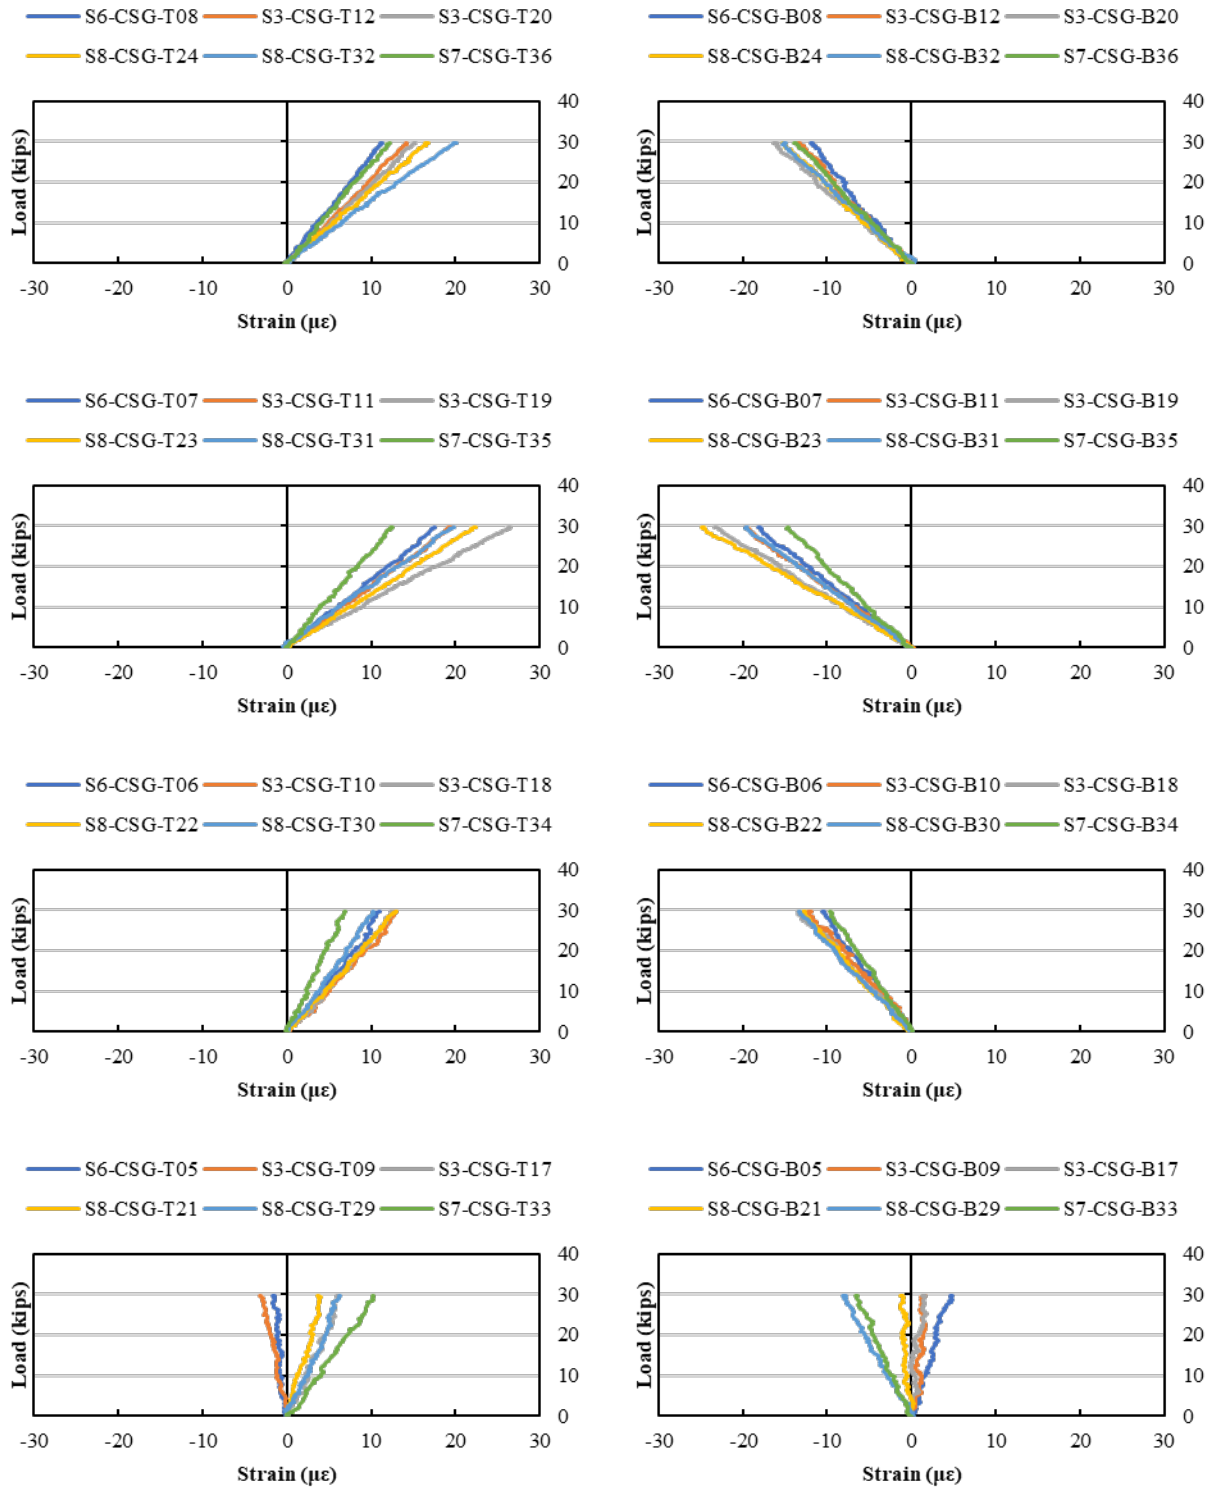 S6-CSG-T08 S3-CSG-T12 S3-CSG-T20
S8-CSG-T24 S8-CSG-T32 S7-CSG-T36
Load (kips)
40
30
20
10
0
-30 -20 -10 0 10 20 30
Strain (με)
S6-CSG-B08 S3-CSG-B12 S3-CSG-B20
S8-CSG-B24 S8-CSG-B32 S7-CSG-B36
Load (kips)
40
30
20
10
0
-30 -20 -10 0 10 20 30
Strain (με)
S6-CSG-T07 S3-CSG-T11 S3-CSG-T19
S8-CSG-T23 S8-CSG-T31 S7-CSG-T35
Load (kips)
40
30
20
10
0
-30 -20 -10 0 10 20 30
Strain (με)
S6-CSG-B07 S3-CSG-B11 S3-CSG-B19
S8-CSG-B23 S8-CSG-B31 S7-CSG-B35
Load (kips)
40
30
20
10
0
-30 -20 -10 0 10 20 30
Strain (με)
S6-CSG-T06 S3-CSG-T10 S3-CSG-T18
S8-CSG-T22 S8-CSG-T30 S7-CSG-T34
Load (kips)
40
30
20
10
0
-30 -20 -10 0 10 20 30
Strain (με)
S6-CSG-B06 S3-CSG-B10 S3-CSG-B18
S8-CSG-B22 S8-CSG-B30 S7-CSG-B34
Load (kips)
40
30
20
10
0
-30 -20 -10 0 10 20 30
Strain (με)
S6-CSG-T05 S3-CSG-T09 S3-CSG-T17
S8-CSG-T21 S8-CSG-T29 S7-CSG-T33
Load (kips)
40
30
20
10
0
-30 -20 -10 0 10 20 30
Strain (με)
S6-CSG-B05 S3-CSG-B09 S3-CSG-B17
S8-CSG-B21 S8-CSG-B29 S7-CSG-B33
Load (kips)
40
30
20
10
0
-30 -20 -10 0 10 20 30
Strain (με)